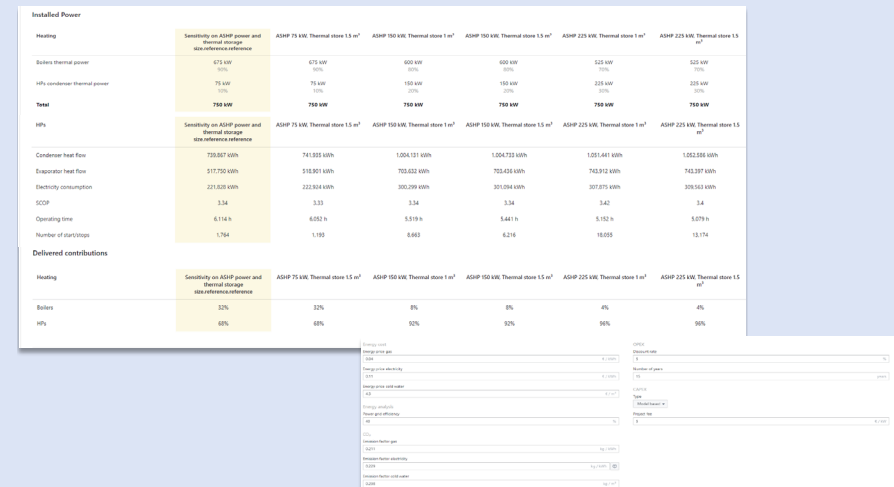 Installed Power
Heating Sensitivity on ASHP power and thermal storage size.reference.reference ASHP 75 kW, Thermal store 1.5 m³ ASHP 150 kW, Thermal store 1 m³ ASHP 150 kW, Thermal store 1.5 m³ ASHP 225 kW, Thermal store 1 m³ ASHP 225 kW, Thermal store 1.5 m³
Boilers thermal power 675 kW 675 kW 600 kW 600 kW 525 kW 525 kW
90% 90% 80% 80% 70% 70%
HPs condenser thermal power 75 kW 75 kW 150 kW 150 kW 225 kW 225 kW
10% 10% 20% 20% 30% 30%
Total 750 kW 750 kW 750 kW 750 kW 750 kW 750 kW
HPs Sensitivity on ASHP power and thermal storage size.reference.reference ASHP 75 kW, Thermal store 1.5 m³ ASHP 150 kW, Thermal store 1 m³ ASHP 150 kW, Thermal store 1.5 m³ ASHP 225 kW, Thermal store 1 m³ ASHP 225 kW, Thermal store 1.5 m³
Condenser heat flow 739,867 kWh 741,935 kWh 1,004,131 kWh 1,004,733 kWh 1,051,441 kWh 1,052,586 kWh
Evaporator heat flow 517,750 kWh 518,901 kWh 703,632 kWh 703,436 kWh 743,912 kWh 743,397 kWh
Electricity consumption 221,828 kWh 222,924 kWh 300,299 kWh 301,094 kWh 307,875 kWh 309,563 kWh
SCOP 3.34 3.33 3.34 3.34 3.42 3.4
Operating time 6,114 h 6,052 h 5,519 h 5,441 h 5,152 h 5,079 h
Number of start/stops 1,764 1,193 8,663 6,216 18,055 13,174
Delivered contributions
Heating Sensitivity on ASHP power and thermal storage size.reference.reference ASHP 75 kW, Thermal store 1.5 m³ ASHP 150 kW, Thermal store 1 m³ ASHP 150 kW, Thermal store 1.5 m³ ASHP 225 kW, Thermal store 1 m³ ASHP 225 kW, Thermal store 1.5 m³
Boilers 32% 32% 8% 8% 4% 4%
HPs 68% 68% 92% 92% 96% 96%
Energy cost
Energy price gas
Energy price electricity
Energy price cold water
Energy analysis
Power grid efficiency
CO₂
Emission factor gas
0.211 kg / kWh
Emission factor electricity
kg / kWh
Emission factor cold water
kg / m³
OPEX
Discount rate
%
Number of years
years
CAPEX
Type
Project fee